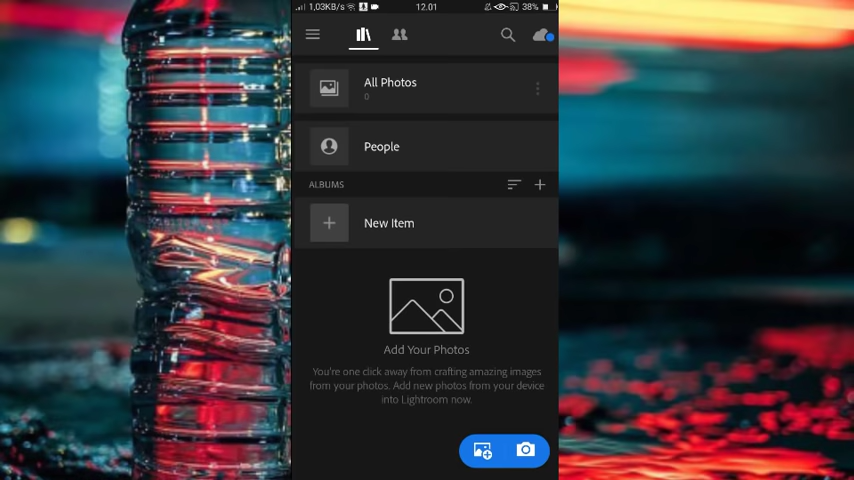 1,03KB/s 12.01 38%
All Photos
0
People
ALBUMS
New Item
Add Your Photos
You're one click away from crafting amazing images
from your photos. Add new photos from your device
into Lightroom now.